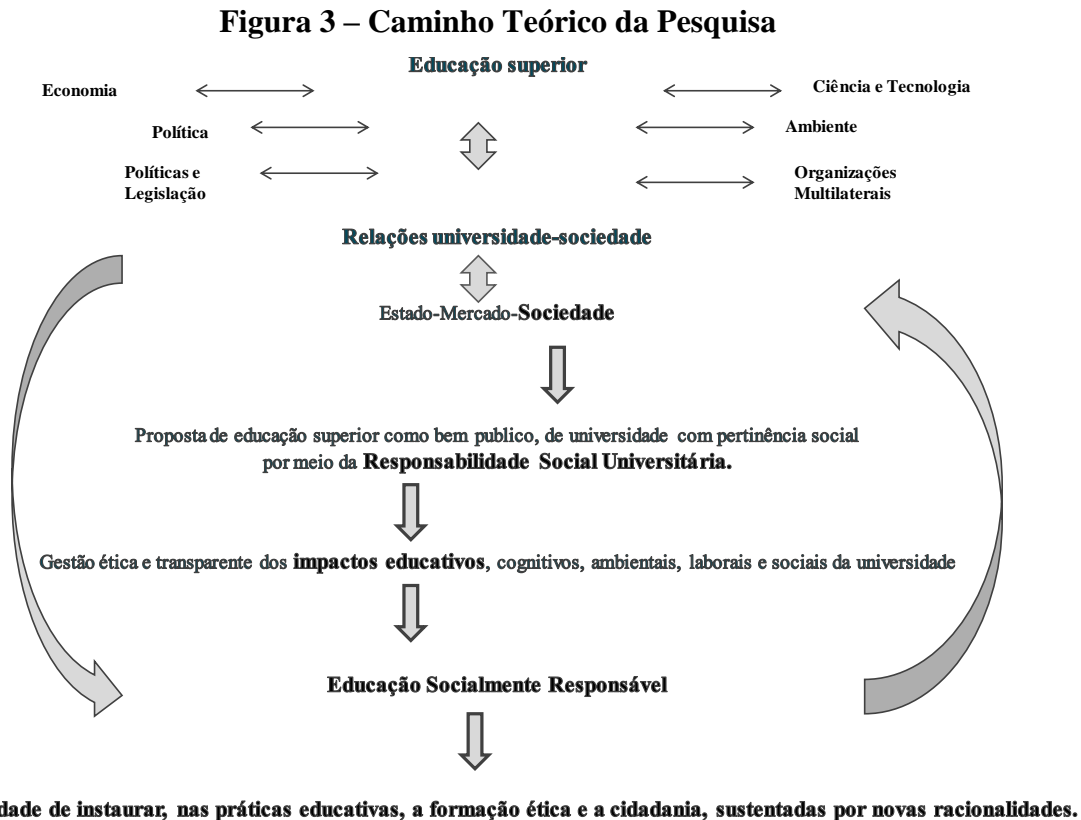 Figura 3 – Caminho Teórico da Pesquisa
Educação superior
Economia
Ciência e Tecnologia
Política
Ambiente
Políticas e
Legislação
Organizações
Multilaterais
Relações universidade-sociedade
Estado-Mercado-Sociedade
Proposta de educação superior como bem publico, de universidade com pertinência social
por meio da Responsabilidade Social Universitária.
Gestão ética e transparente dos impactos educativos, cognitivos, ambientais, laborais e sociais da universidade
Educação Socialmente Responsável
dade de instaurar, nas práticas educativas, a formação ética e a cidadania, sustentadas por novas racionalidades.